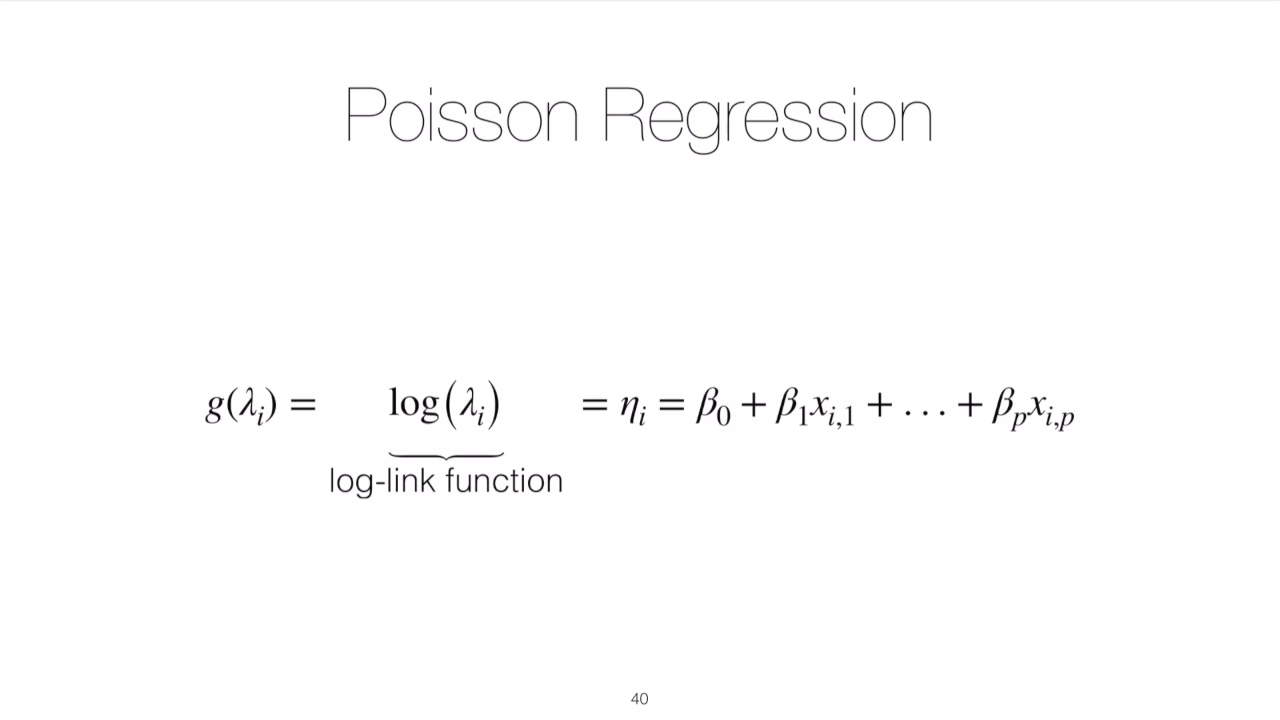 Poisson Regression
g(λᵢ) = log(λᵢ) = ηᵢ = β₀ + β₁xᵢ,₁ + . . . + βₚxᵢ,ₚ
log-link function
40